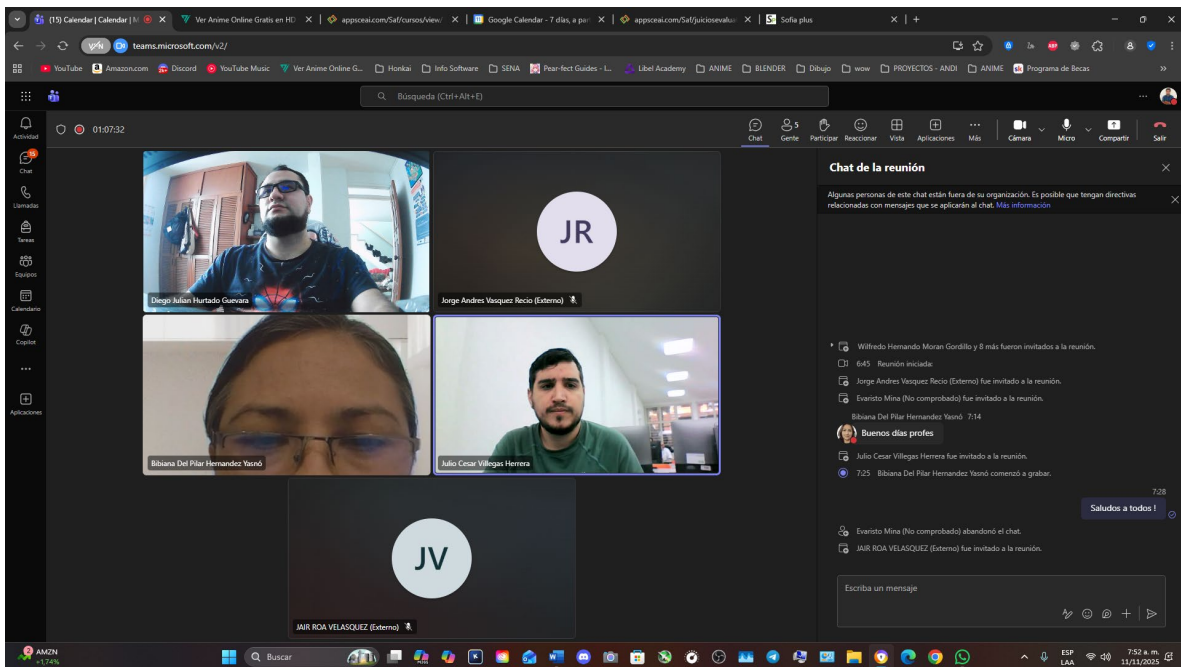 (15) Calendar | Calendar | M
Ver Anime Online Gratis en HD
appsceai.com/Saf/cursos/view/
Google Calendar - 7 días, a par
appsceai.com/Saf/juiciosevalua
Sofia plus
VPN
teams.microsoft.com/v2/
YouTube
Amazon.com
Discord
YouTube Music
Ver Anime Online G...
Honkai
Info Software
SENA
Pear-fect Guides - L...
Libel Academy
ANIME
BLENDER
Dibujo
wow
PROYECTOS - ANDI
ANIME
Programa de Becas
Búsqueda (Ctrl+Alt+E)
01:07:32
Chat
5
Gente
Participar
Reaccionar
Vista
Aplicaciones
Más
Cámara
Micro
Compartir
Salir
Actividad
15
Chat
Llamadas
Tareas
Equipos
Calendario
Copilot
Aplicaciones
Diego Julian Hurtado Guevara
JR
Jorge Andres Vasquez Recio (Externo)
Bibiana Del Pilar Hernandez Yasnó
Julio Cesar Villegas Herrera
JV
JAIR ROA VELASQUEZ (Externo)
Chat de la reunión
Algunas personas de este chat están fuera de su organización. Es posible que tengan directivas
relacionadas con mensajes que se aplicarán al chat. Más información
Wilfredo Hernando Moran Gordillo y 8 más fueron invitados a la reunión.
6:45 Reunión iniciada:
Jorge Andres Vasquez Recio (Externo) fue invitado a la reunión.
Evaristo Mina (No comprobado) fue invitado a la reunión.
Bibiana Del Pilar Hernandez Yasnó 7:14
Buenos días profes
Julio Cesar Villegas Herrera fue invitado a la reunión.
7:25 Bibiana Del Pilar Hernandez Yasnó comenzó a grabar.
7:28
Saludos a todos !
Evaristo Mina (No comprobado) abandonó el chat.
JAIR ROA VELASQUEZ (Externo) fue invitado a la reunión.
Escriba un mensaje
2
AMZN
+1,74%
Buscar
ESP
LAA
7:52 a. m.
11/11/2025